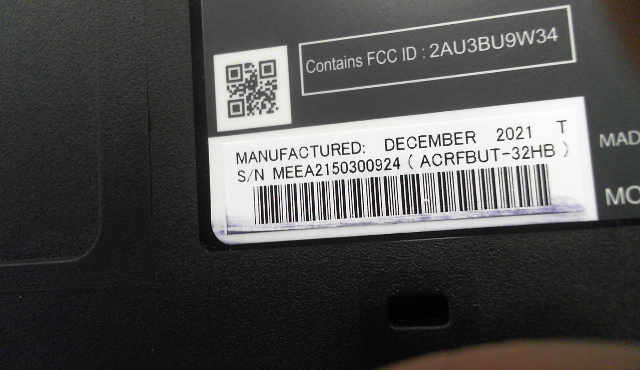 Contains FCC ID : 2AU3BU9W34
MANUFACTURED: DECEMBER 2021 T
S/N MEEA2150300924 ( ACRFBUT-32HB )
MAD
MO